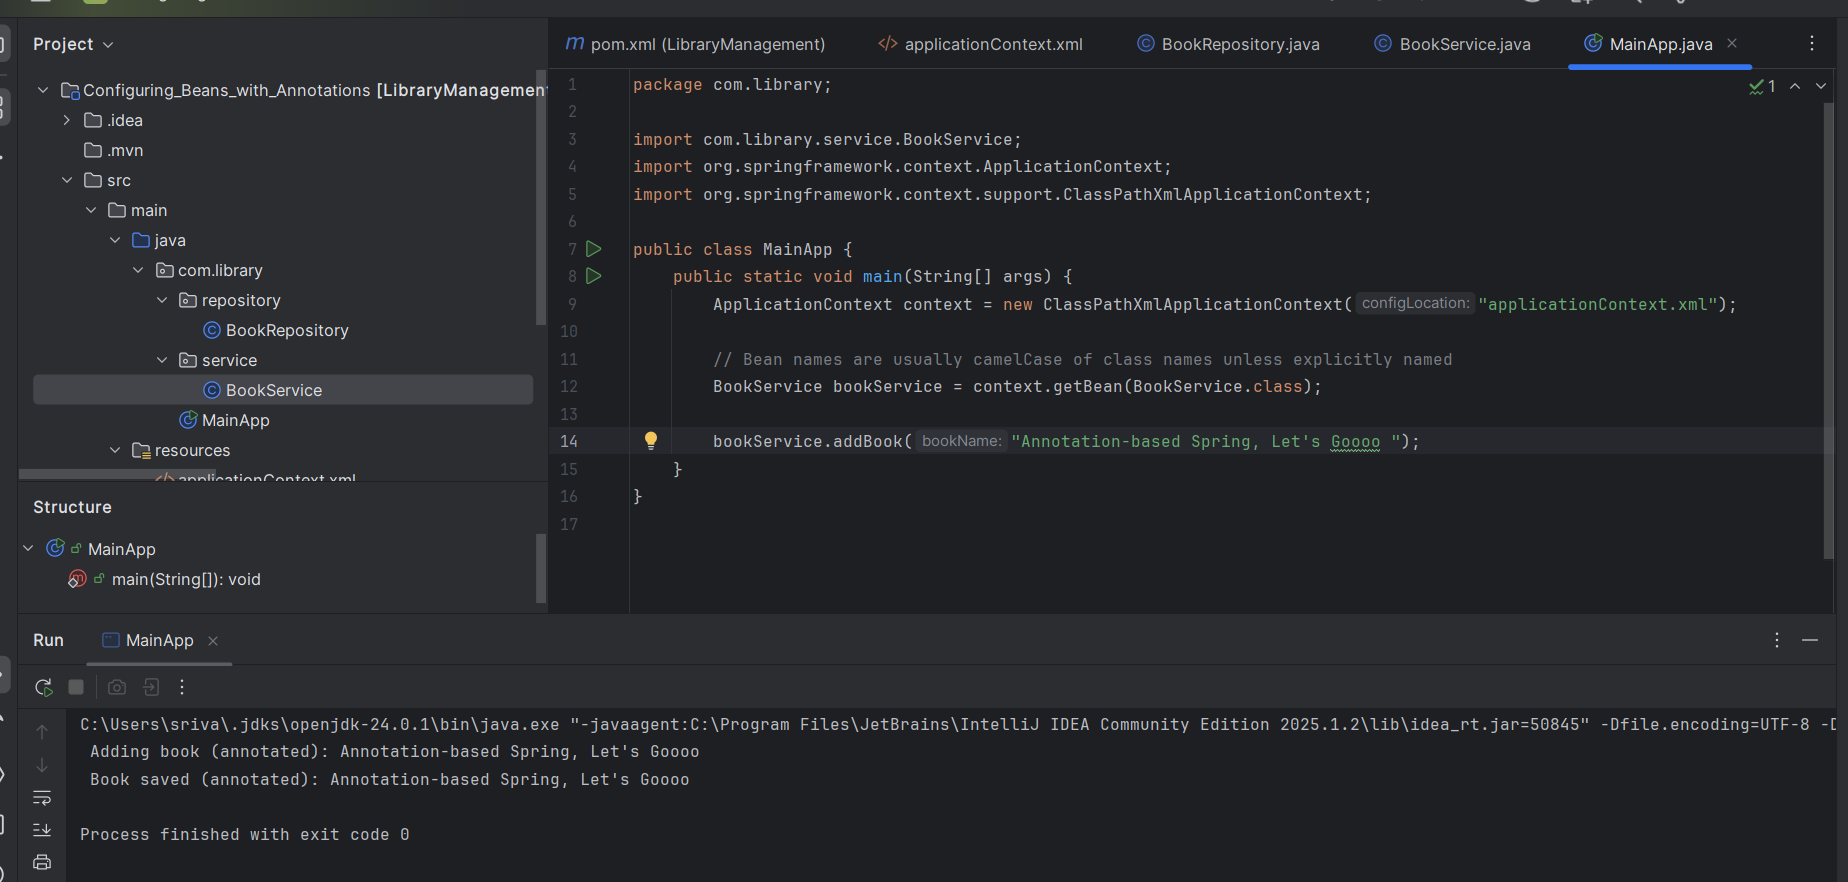 Project
Configuring_Beans_with_Annotations [LibraryManagement
.idea
.mvn
src
main
java
com.library
repository
BookRepository
service
BookService
MainApp
resources
applicationContext.xml
Structure
MainApp
main(String[]): void
pom.xml (LibraryManagement)
applicationContext.xml
BookRepository.java
BookService.java
MainApp.java
1
1 package com.library;
2
3 import com.library.service.BookService;
4 import org.springframework.context.ApplicationContext;
5 import org.springframework.context.support.ClassPathXmlApplicationContext;
6
7 public class MainApp {
8 public static void main(String[] args) {
9 ApplicationContext context = new ClassPathXmlApplicationContext( configLocation: "applicationContext.xml");
10
11 // Bean names are usually camelCase of class names unless explicitly named
12 BookService bookService = context.getBean(BookService.class);
13
14 bookService.addBook( bookName: "Annotation-based Spring, Let's Goooo ");
15 }
16 }
17
Run
MainApp
C:\Users\sriva\.jdks\openjdk-24.0.1\bin\java.exe "-javaagent:C:\Program Files\JetBrains\IntelliJ IDEA Community Edition 2025.1.2\lib\idea_rt.jar=50845" -Dfile.encoding=UTF-8 -D
Adding book (annotated): Annotation-based Spring, Let's Goooo
Book saved (annotated): Annotation-based Spring, Let's Goooo
Process finished with exit code 0